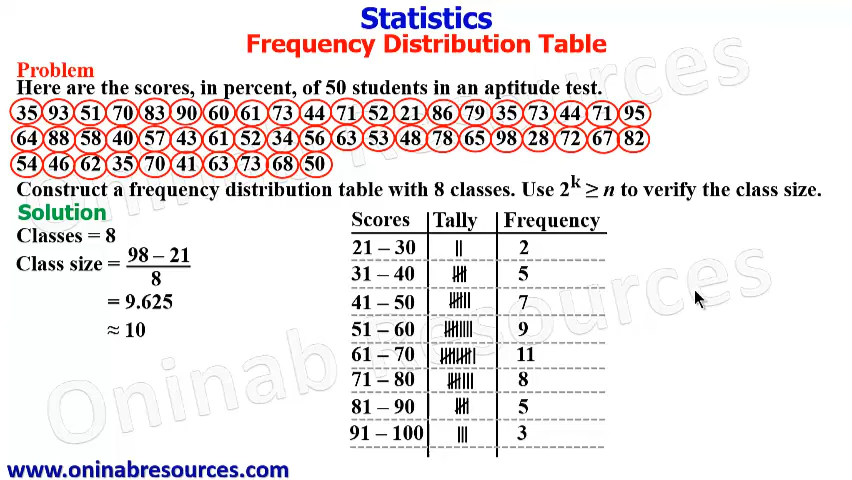 Statistics
Frequency Distribution Table
Problem
Here are the scores, in percent, of 50 students in an aptitude test.
35 93 51 70 83 90 60 61 73 44 71 52 21 86 79 35 73 44 71 95
64 88 58 40 57 43 61 52 34 56 63 53 48 78 65 98 28 72 67 82
54 46 62 35 70 41 63 73 68 50
Construct a frequency distribution table with 8 classes. Use 2^k ≥ n to verify the class size.
Solution
Classes = 8
Class size = 98 – 21
8
= 9.625
≈ 10
Scores Tally Frequency
21 – 30 || 2
31 – 40 5
41 – 50 7
51 – 60 9
61 – 70 11
71 – 80 8
81 – 90 5
91 – 100 ||| 3
Oninab Resources
Oninab Resources
www.oninabresources.com